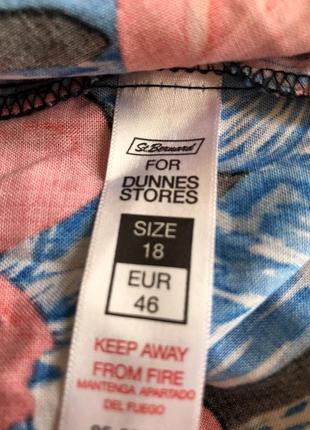 St. Bernard
FOR
DUNNES
STORES
SIZE
18
EUR
46
KEEP AWAY
FROM FIRE
MANTENGA APARTADO
DEL FUEGO